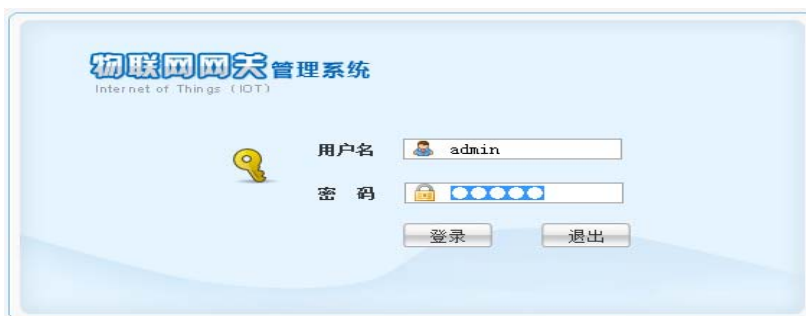 物联网网关管理系统
Internet of Things (IOT)
用户名 admin
密 码 ●●●●●
登录 退出